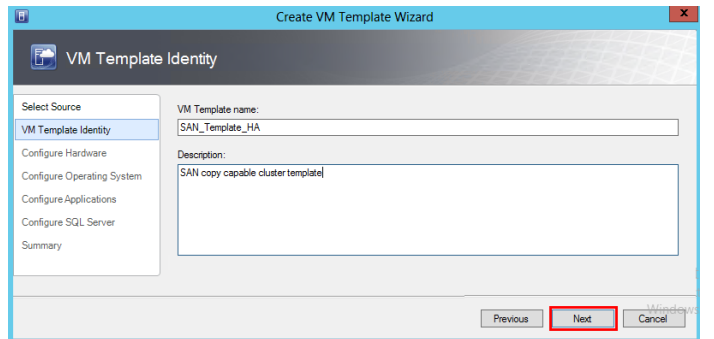 Create VM Template Wizard
x
VM Template Identity
Select Source
VM Template Identity
Configure Hardware
Configure Operating System
Configure Applications
Configure SQL Server
Summary
VM Template name:
SAN_Template_HA
Description:
SAN copy capable cluster template
Windows
Previous
Next
Cancel